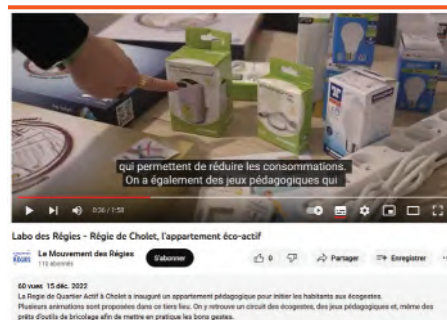 qui permettent de réduire les consommations.
On a également des jeux pédagogiques qui
0:36 / 1:58
Labo des Régies - Régie de Cholet, l'appartement éco-actif
Le Mouvement des Régies
S'abonner
0
Partager
Enregistrer
60 vues 15 déc. 2022
La Regie de Quartier Actif à Cholet a inauguré un appartement pédagogique pour initier les habitants aux écogestes.
Plusieurs animations sont proposées dans ce tiers lieu. On y retrouve un circuit des écogestes, des jeux pédagogiques et, même des
prêts d'outils de bricolage afin de mettre en pratique les bons gestes.